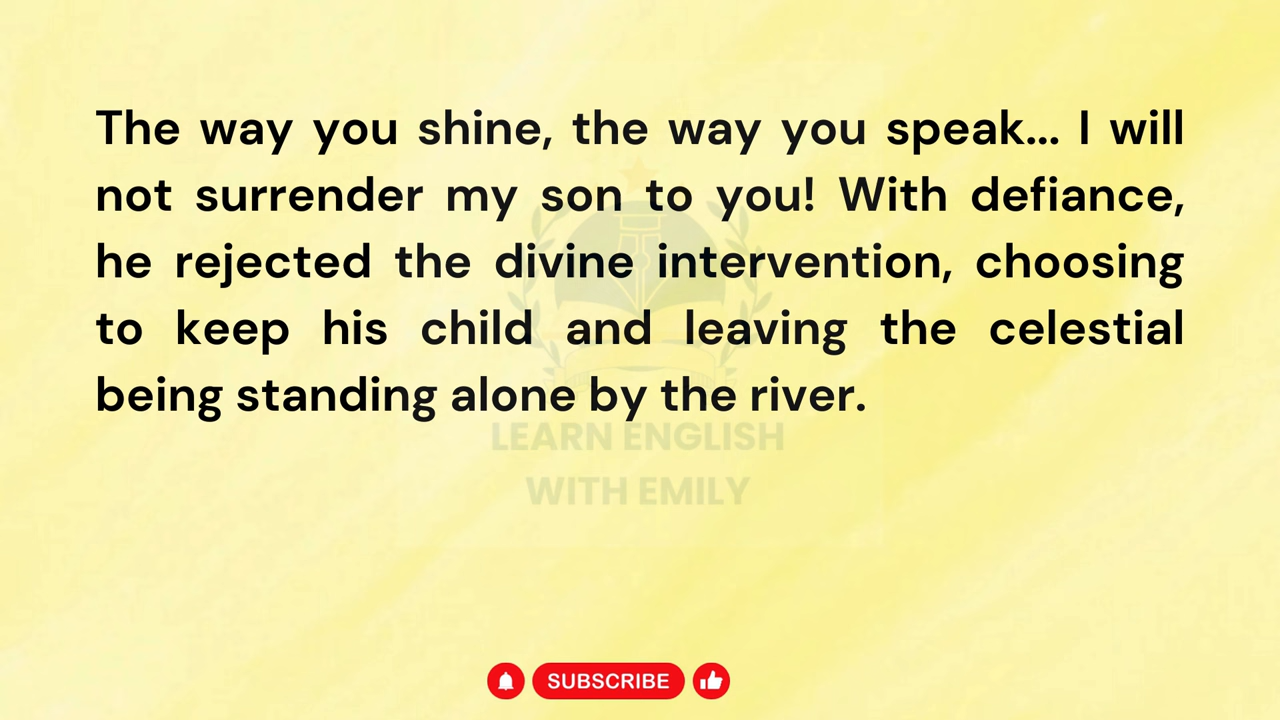 The way you shine, the way you speak... I will
not surrender my son to you! With defiance,
he rejected the divine intervention, choosing
to keep his child and leaving the celestial
being standing alone by the river.
LEARN ENGLISH
WITH EMILY
SUBSCRIBE